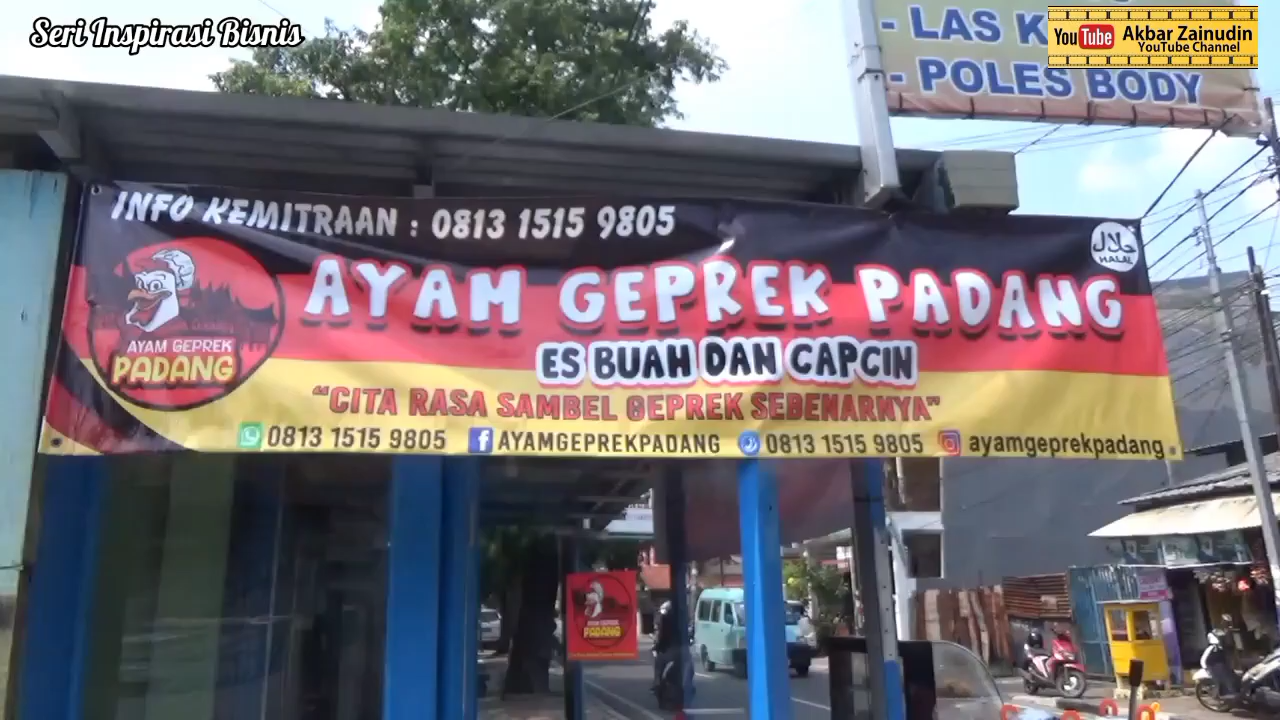 Seri Inspirasi Bisnis
- LAS K
- POLES BODY
YouTube Akbar Zainudin
YouTube Channel
INFO KEMITRAAN : 0813 1515 9805
حلال
HALAL
AYAM GEPREK PADANG
ES BUAH DAN CAPCIN
"CITA RASA SAMBEL GEPREK SEBENARNYA"
AYAM GEPREK
PADANG
0813 1515 9805 AYAMGEPREKPADANG 0813 1515 9805 ayamgeprekpadang
AYAM GEPREK
PADANG